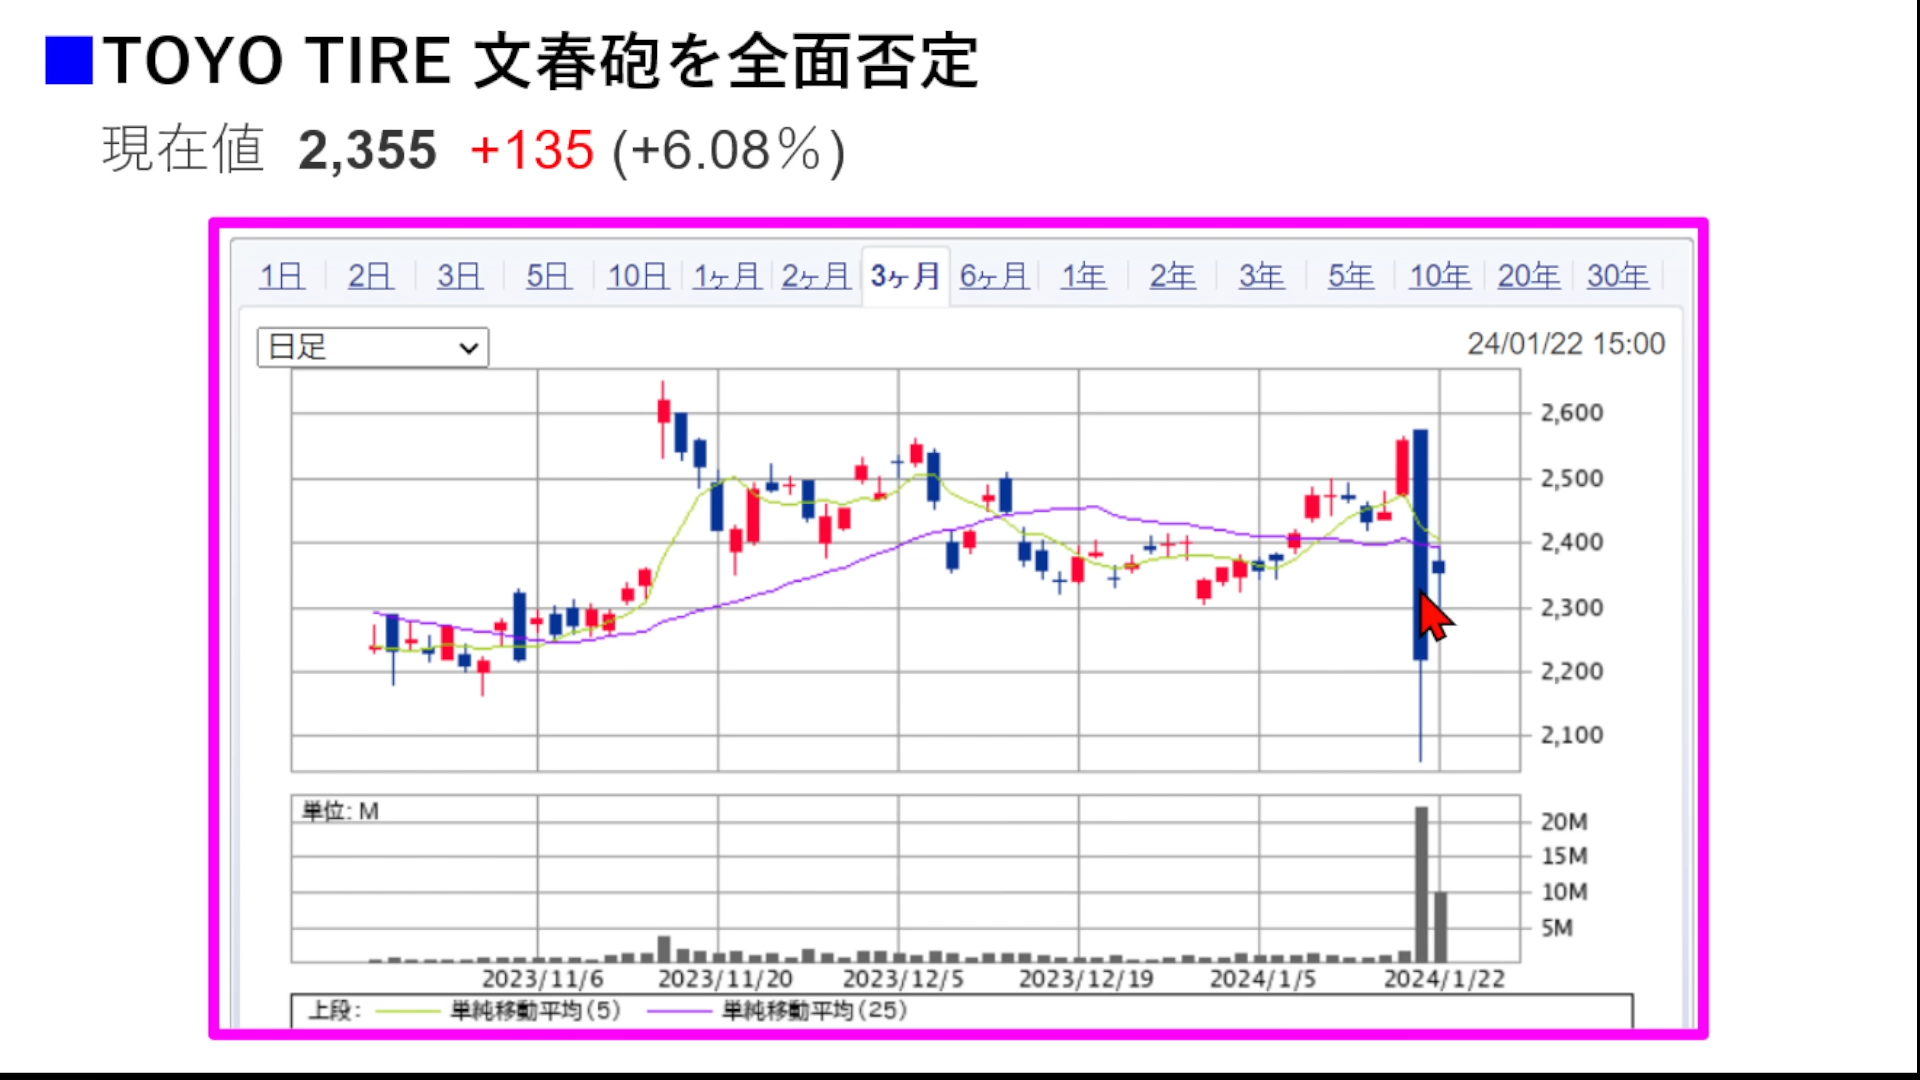 ■TOYO TIRE 文春砲を全面否定
現在値 2,355 +135 (+6.08%)
1日 2日 3日 5日 10日 1ヶ月 2ヶ月 3ヶ月 6ヶ月 1年 2年 3年 5年 10年 20年 30年
日足 24/01/22 15:00
2,600
2,500
2,400
2,300
2,200
2,100
単位: M
20M
15M
10M
5M
2023/11/6 2023/11/20 2023/12/5 2023/12/19 2024/1/5 2024/1/22
上段: 単純移動平均(5) 単純移動平均(25)